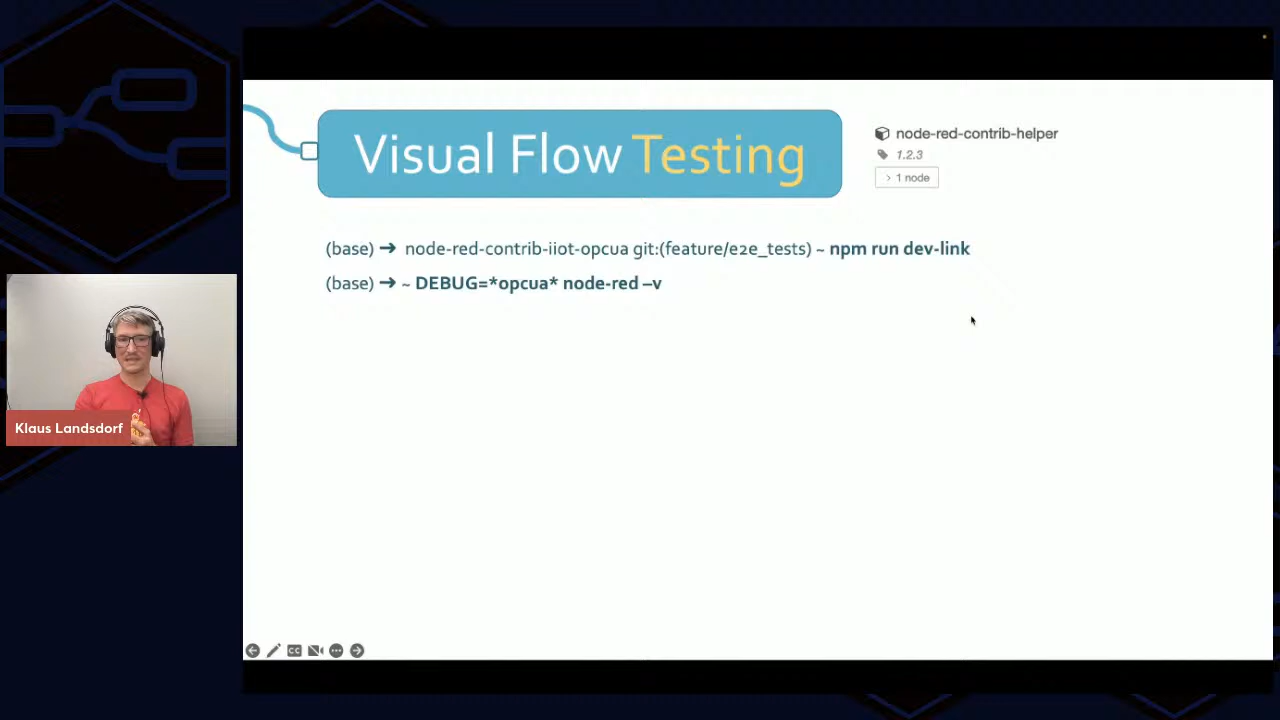 Visual Flow Testing
node-red-contrib-helper
1.2.3
> 1 node
(base) → node-red-contrib-iiot-opcua git:(feature/e2e_tests) ~ npm run dev-link
(base) → ~ DEBUG=*opcua* node-red –v
Klaus Landsdorf
CC